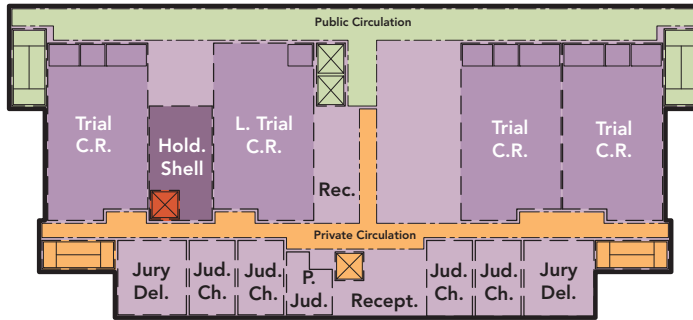 Public Circulation
Trial
C.R.
Hold.
Shell
L. Trial
C.R.
Rec.
Trial
C.R.
Trial
C.R.
Private Circulation
Jury
Del.
Jud.
Ch.
Jud.
Ch.
P.
Jud.
Recept.
Jud.
Ch.
Jud.
Ch.
Jury
Del.